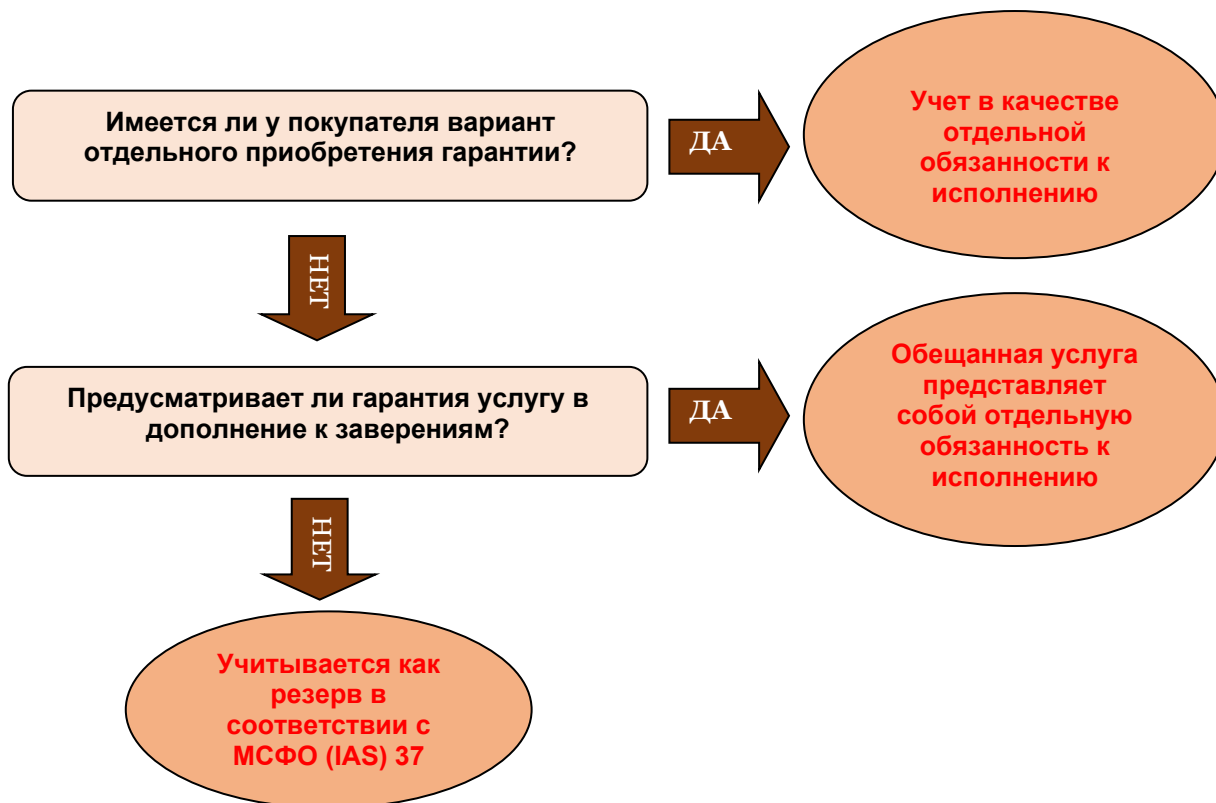 Имеется ли у покупателя вариант
отдельного приобретения гарантии?
ДА
Учет в качестве
отдельной
обязанности к
исполнению
НЕТ
Предусматривает ли гарантия услугу в
дополнение к заверениям?
ДА
Обещанная услуга
представляет
собой отдельную
обязанность к
исполнению
НЕТ
Учитывается как
резерв в
соответствии с
МСФО (IAS) 37